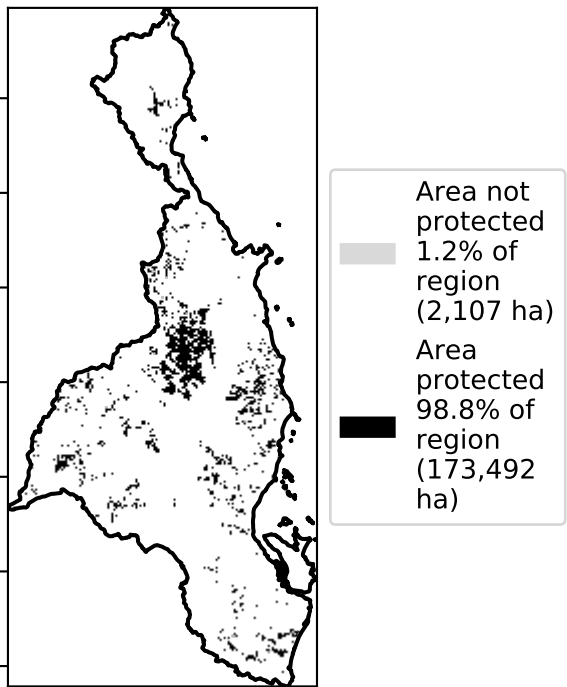 Area not
protected
1.2% of
region
(2,107 ha)
Area
protected
98.8% of
region
(173,492
ha)